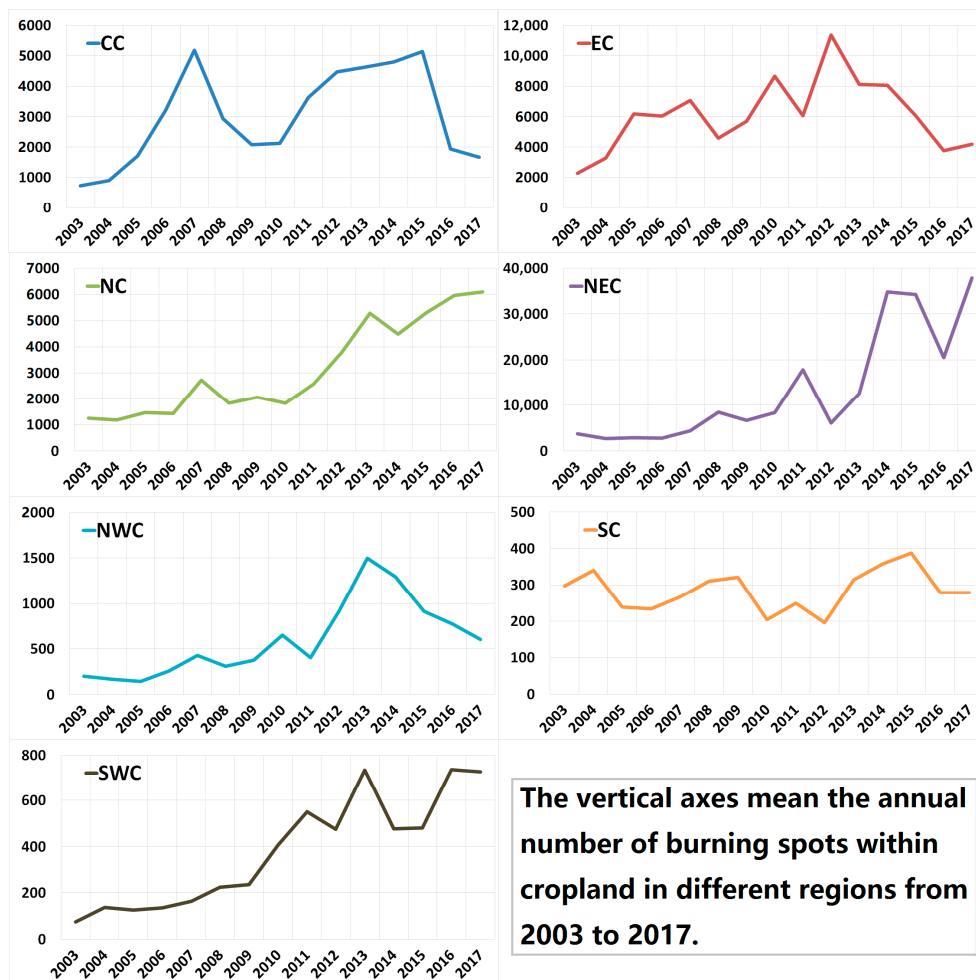 CC
6000
5000
4000
3000
2000
1000
0
2003 2004 2005 2006 2007 2008 2009 2010 2011 2012 2013 2014 2015 2016 2017
EC
12,000
10,000
8000
6000
4000
2000
0
2003 2004 2005 2006 2007 2008 2009 2010 2011 2012 2013 2014 2015 2016 2017
NC
7000
6000
5000
4000
3000
2000
1000
0
2003 2004 2005 2006 2007 2008 2009 2010 2011 2012 2013 2014 2015 2016 2017
NEC
40,000
30,000
20,000
10,000
0
2003 2004 2005 2006 2007 2008 2009 2010 2011 2012 2013 2014 2015 2016 2017
NWC
2000
1500
1000
500
0
2003 2004 2005 2006 2007 2008 2009 2010 2011 2012 2013 2014 2015 2016 2017
SC
500
400
300
200
100
0
2003 2004 2005 2006 2007 2008 2009 2010 2011 2012 2013 2014 2015 2016 2017
SWC
800
600
400
200
0
2003 2004 2005 2006 2007 2008 2009 2010 2011 2012 2013 2014 2015 2016 2017
The vertical axes mean the annual
number of burning spots within
cropland in different regions from
2003 to 2017.